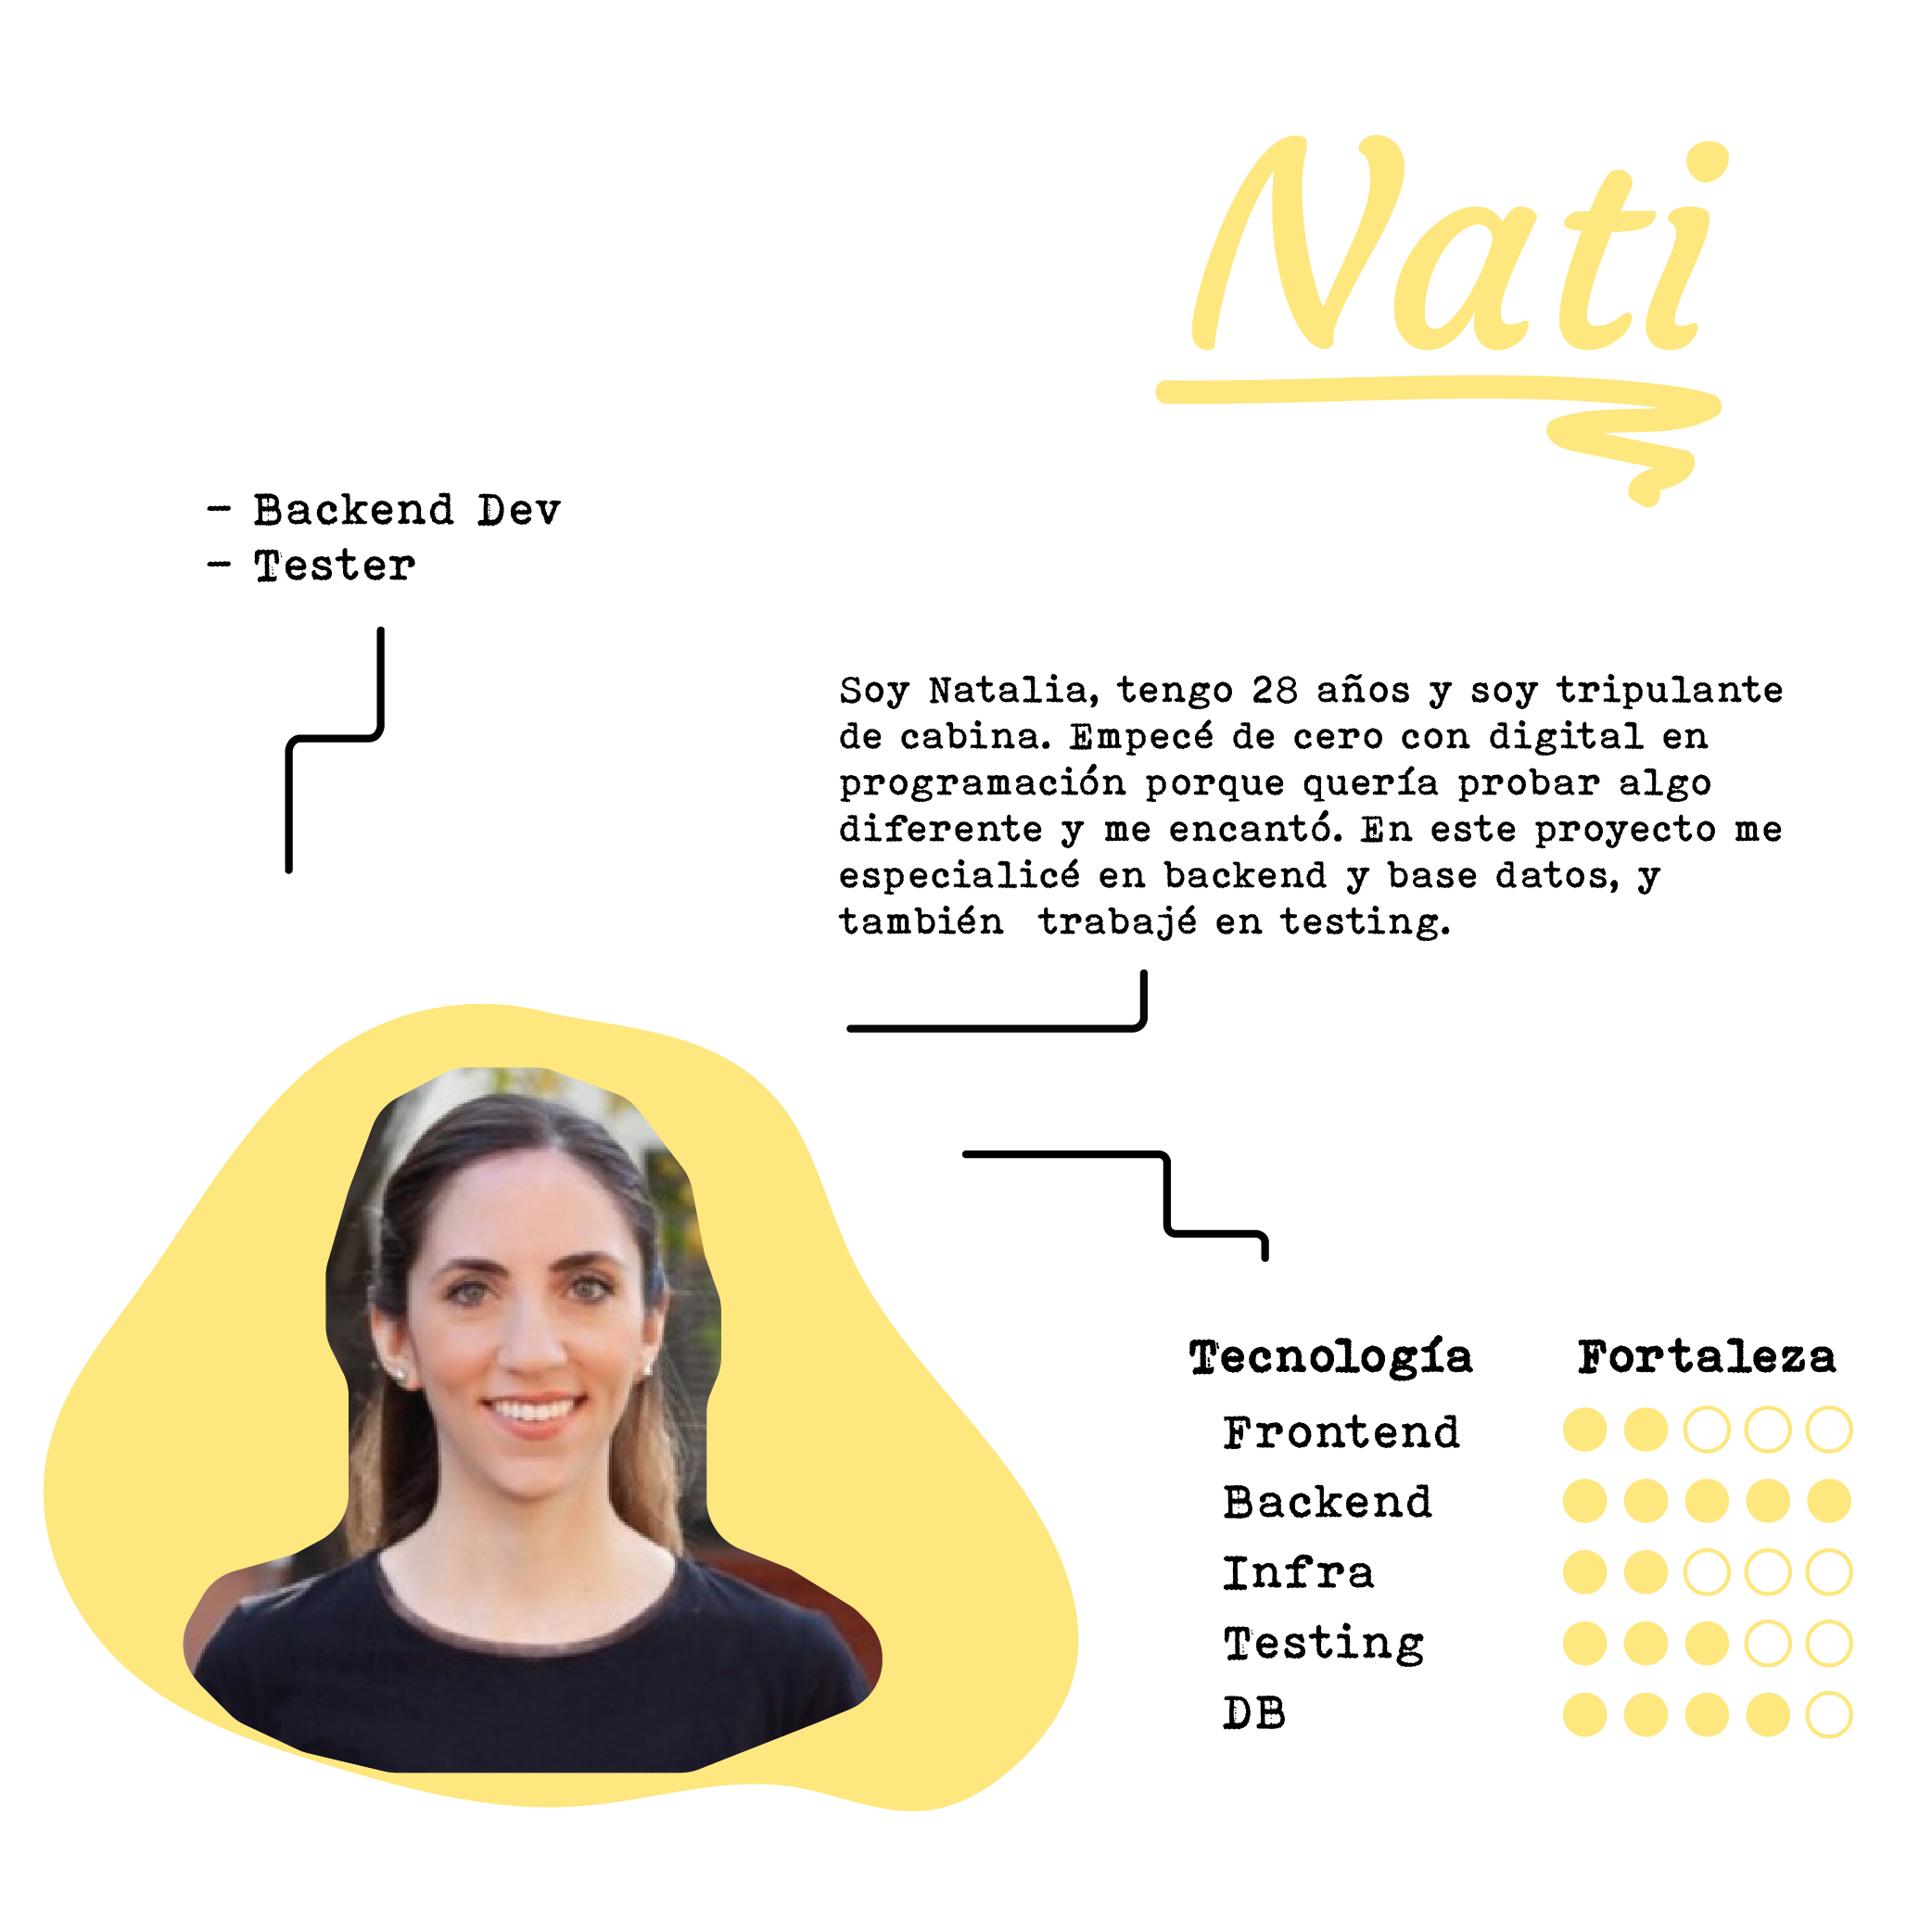 Nati
- Backend Dev
- Tester
Soy Natalia, tengo 28 años y soy tripulante
de cabina. Empecé de cero con digital en
programación porque quería probar algo
diferente y me encantó. En este proyecto me
especialicé en backend y base datos, y
también  trabajé en testing.
Tecnología Fortaleza
Frontend
Backend
Infra
Testing
DB